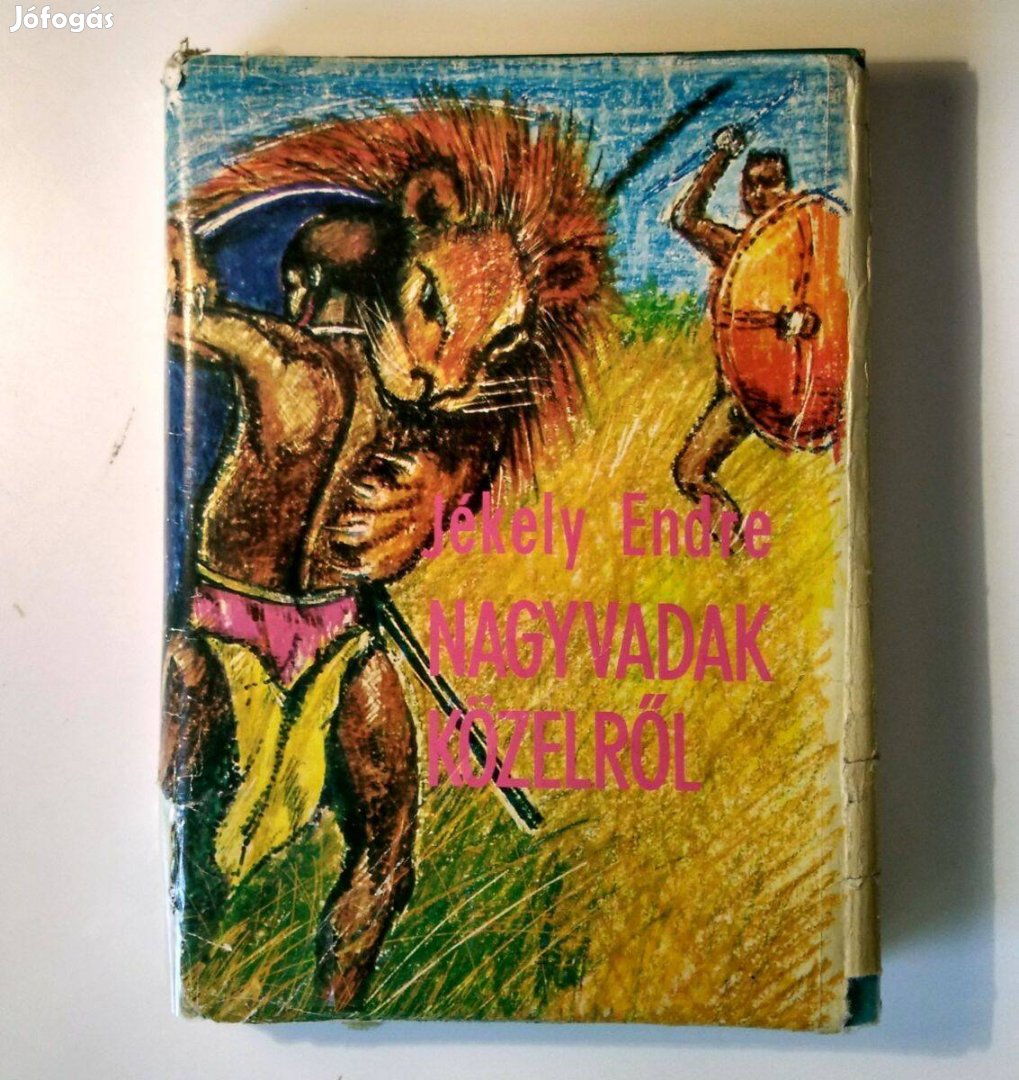 Jófogás
Jékely Endre
NAGYVADAK
KÖZELRŐL